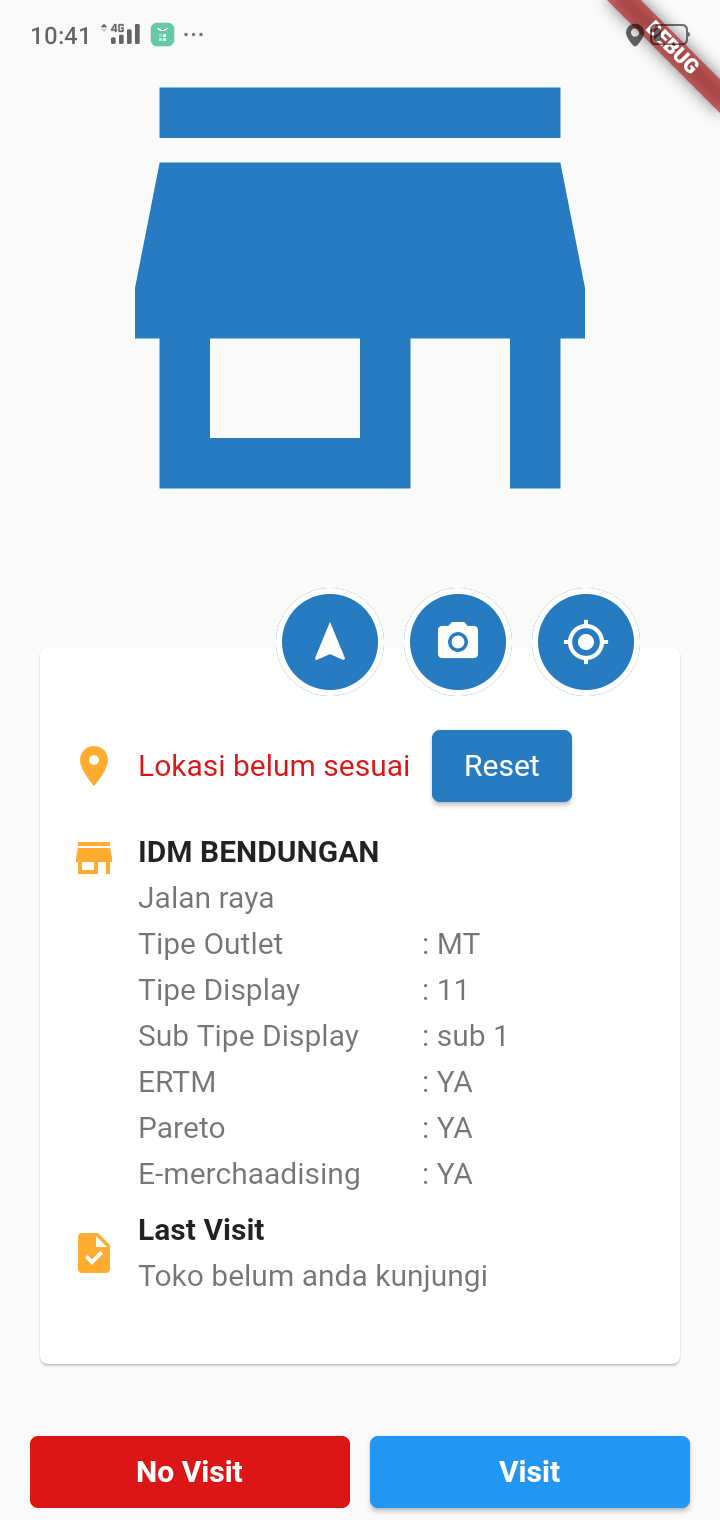 10:41 4G
DEBUG
Lokasi belum sesuai Reset
IDM BENDUNGAN
Jalan raya
Tipe Outlet : MT
Tipe Display : 11
Sub Tipe Display : sub 1
ERTM : YA
Pareto : YA
E-merchaadising : YA
Last Visit
Toko belum anda kunjungi
No Visit Visit